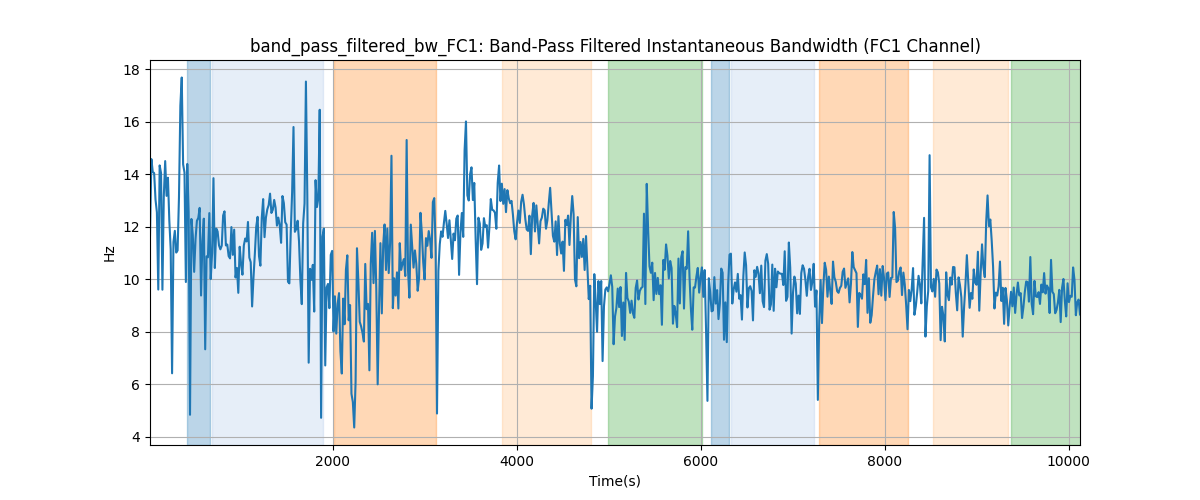 band_pass_filtered_bw_FC1: Band-Pass Filtered Instantaneous Bandwidth (FC1 Channel)
18
16
14
12
10
8
6
4
Hz
2000 4000 6000 8000 10000
Time(s)